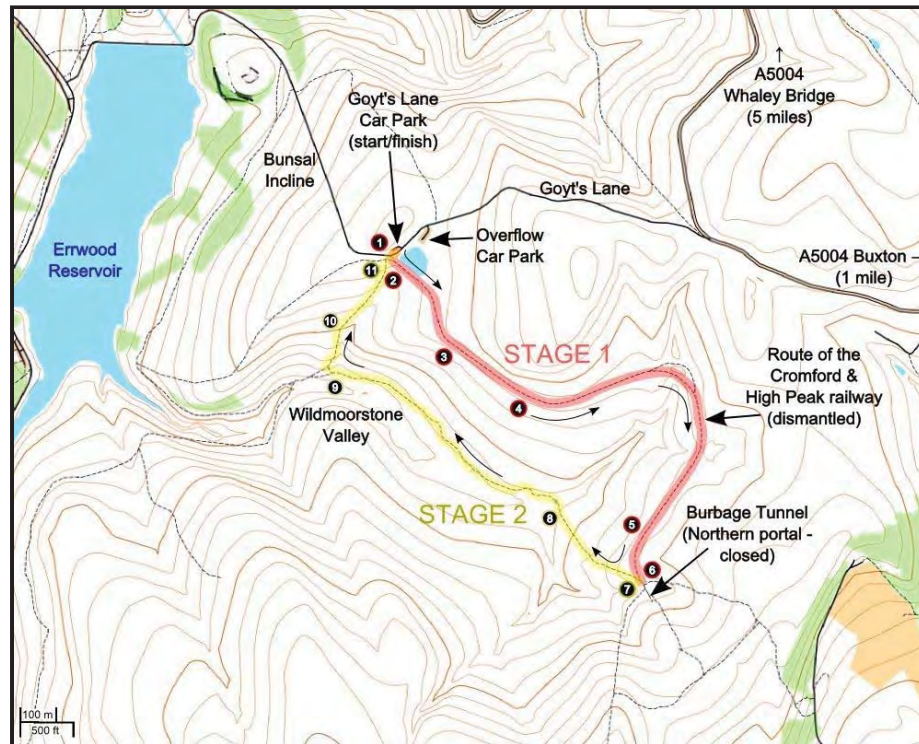 ↑
A5004
Whaley Bridge
(5 miles)
Goyt's Lane
Car Park
(start/finish)
Bunsal
Incline
Goyt's Lane
Errwood
Reservoir
Overflow
Car Park
A5004 Buxton –
(1 mile)
1
11
2
10
3
STAGE 1
Route of the
Cromford &
High Peak railway
(dismantled)
9
4
Wildmoorstone
Valley
STAGE 2
8
5
Burbage Tunnel
(Northern portal -
closed)
6
7
100 m
500 ft